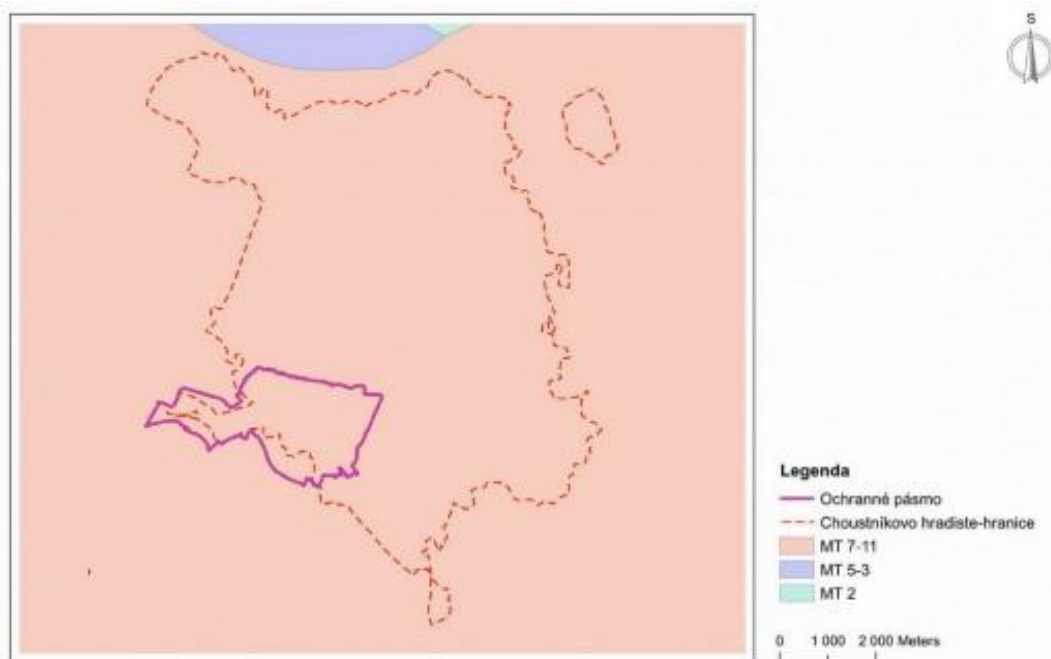 S
Legenda
Ochranné pásmo
Choustníkovo hradiste-hranice
MT 7-11
MT 5-3
MT 2
0 1 000 2 000 Meters